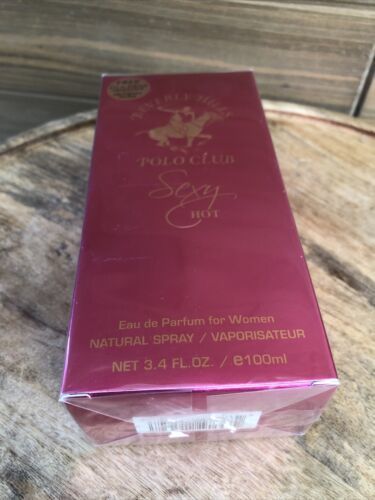 BEVERLY HILLS
POLO CLUB
Sexy
HOT
Eau de Parfum for Women
NATURAL SPRAY / VAPORISATEUR
NET 3.4 FL.OZ. / e100ml